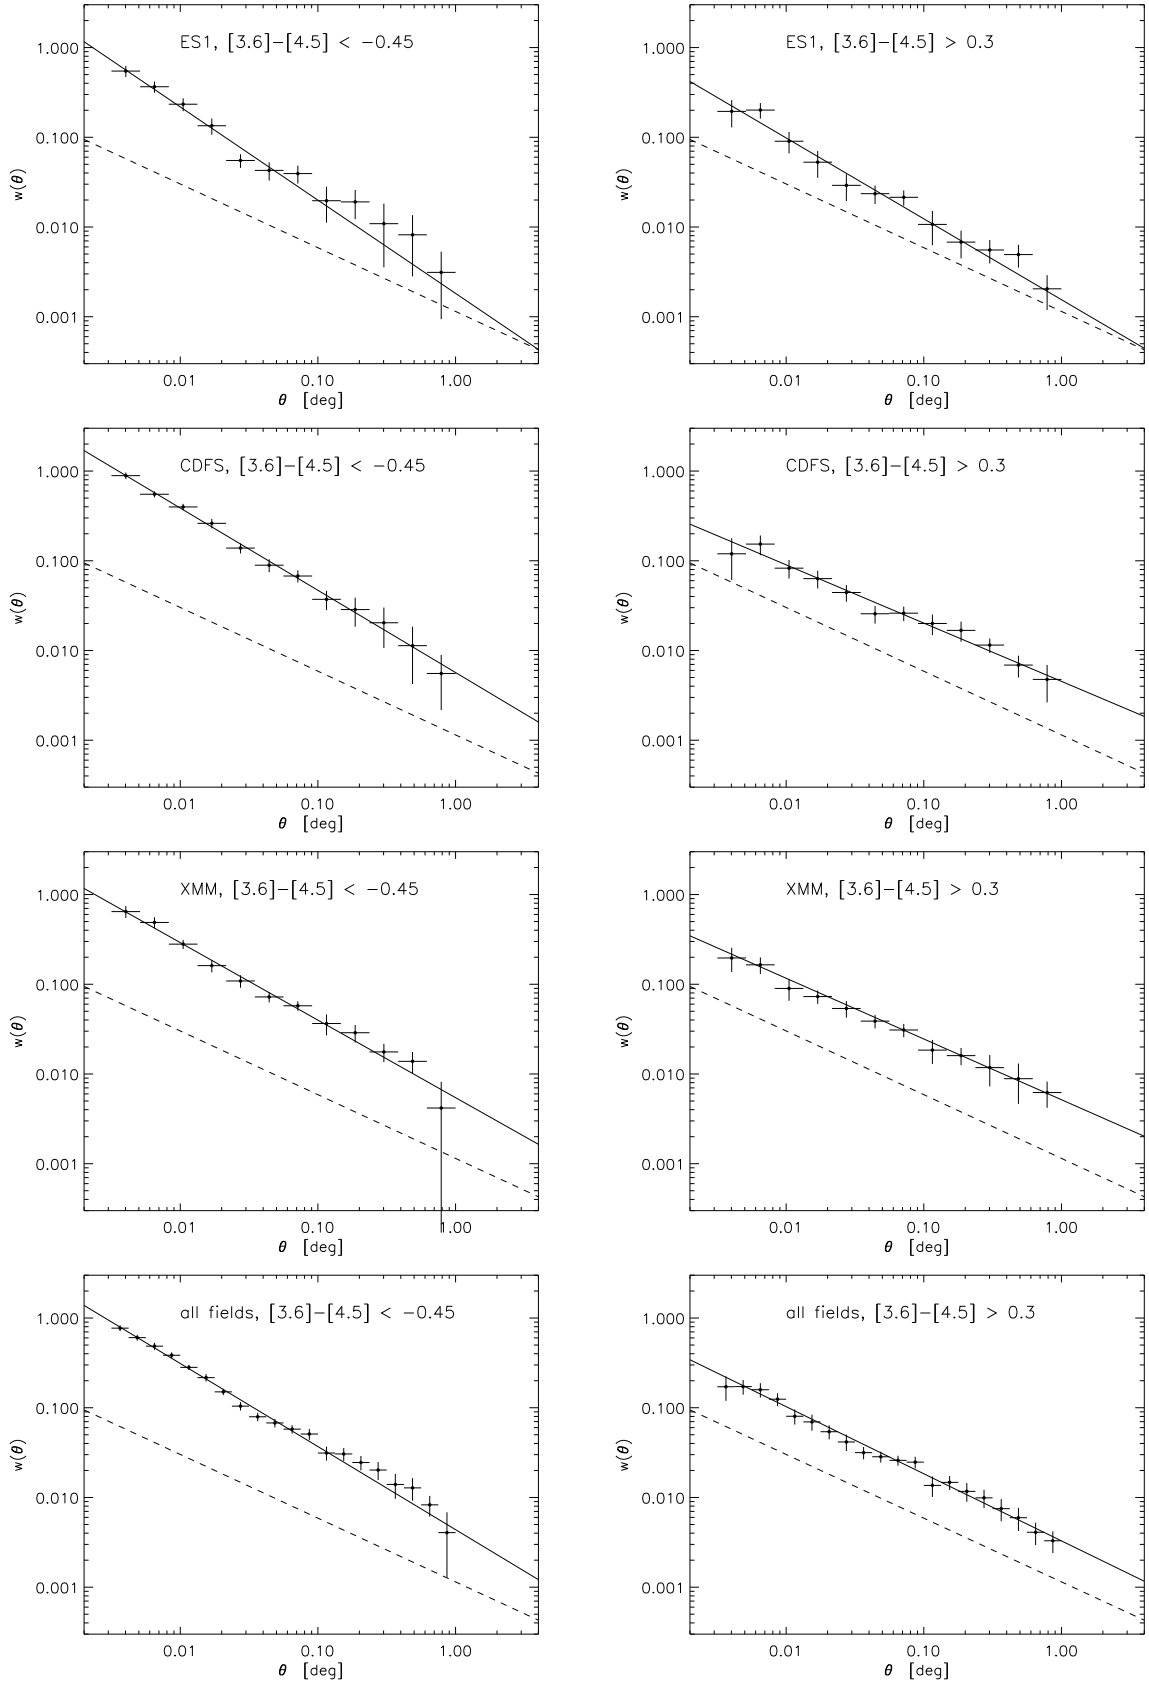 ES1, [3.6]−[4.5] < −0.45
1.000
0.100
0.010
0.001
w(θ)
0.01 0.10 1.00
θ [deg]
ES1, [3.6]−[4.5] > 0.3
1.000
0.100
0.010
0.001
w(θ)
0.01 0.10 1.00
θ [deg]
CDFS, [3.6]−[4.5] < −0.45
1.000
0.100
0.010
0.001
w(θ)
0.01 0.10 1.00
θ [deg]
CDFS, [3.6]−[4.5] > 0.3
1.000
0.100
0.010
0.001
w(θ)
0.01 0.10 1.00
θ [deg]
XMM, [3.6]−[4.5] < −0.45
1.000
0.100
0.010
0.001
w(θ)
0.01 0.10 1.00
θ [deg]
XMM, [3.6]−[4.5] > 0.3
1.000
0.100
0.010
0.001
w(θ)
0.01 0.10 1.00
θ [deg]
all fields, [3.6]−[4.5] < −0.45
1.000
0.100
0.010
0.001
w(θ)
0.01 0.10 1.00
θ [deg]
all fields, [3.6]−[4.5] > 0.3
1.000
0.100
0.010
0.001
w(θ)
0.01 0.10 1.00
θ [deg]